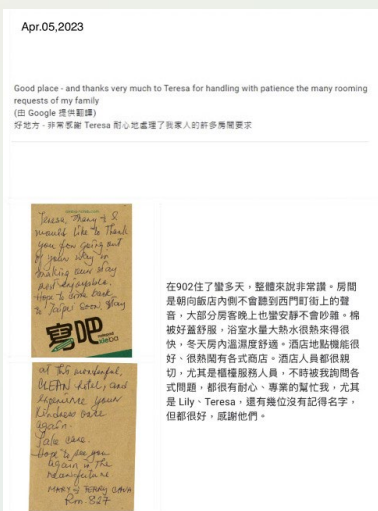 Apr.05,2023
Good place - and thanks very much to Teresa for handling with patience the many rooming
requests of my family
(由 Google 提供翻譯)
好地方 - 非常感謝 Teresa 耐心地處理了我家人的許多房間要求
Teresa, Thany & I
would like to thank
you for going out
of your way in
making our stay
most enjoyable.
Hope to come back
to Taipei soon, stay
寫吧
at this wonderful,
CLEAN hotel, and
experience your
kindness once
again.
Take care.
Hope to see you
again in the
near future.
MARY & TERRY
Rm. 827
在902住了蠻多天，整體來說非常讚。房間
是朝向飯店內側不會聽到西門町街上的聲
音，大部分房客晚上也蠻安靜不會吵雜。棉
被好蓋舒服，浴室水量大熱水很熱來得很
快，冬天房內溫濕度舒適。酒店地點機能很
好、很熱鬧有各式商店。酒店人員都很親
切，尤其是櫃檯服務人員，不時被我詢問各
式問題，都很有耐心、專業的幫忙我，尤其
是 Lily、Teresa，還有幾位沒有記得名字，
但都很好，感謝他們。